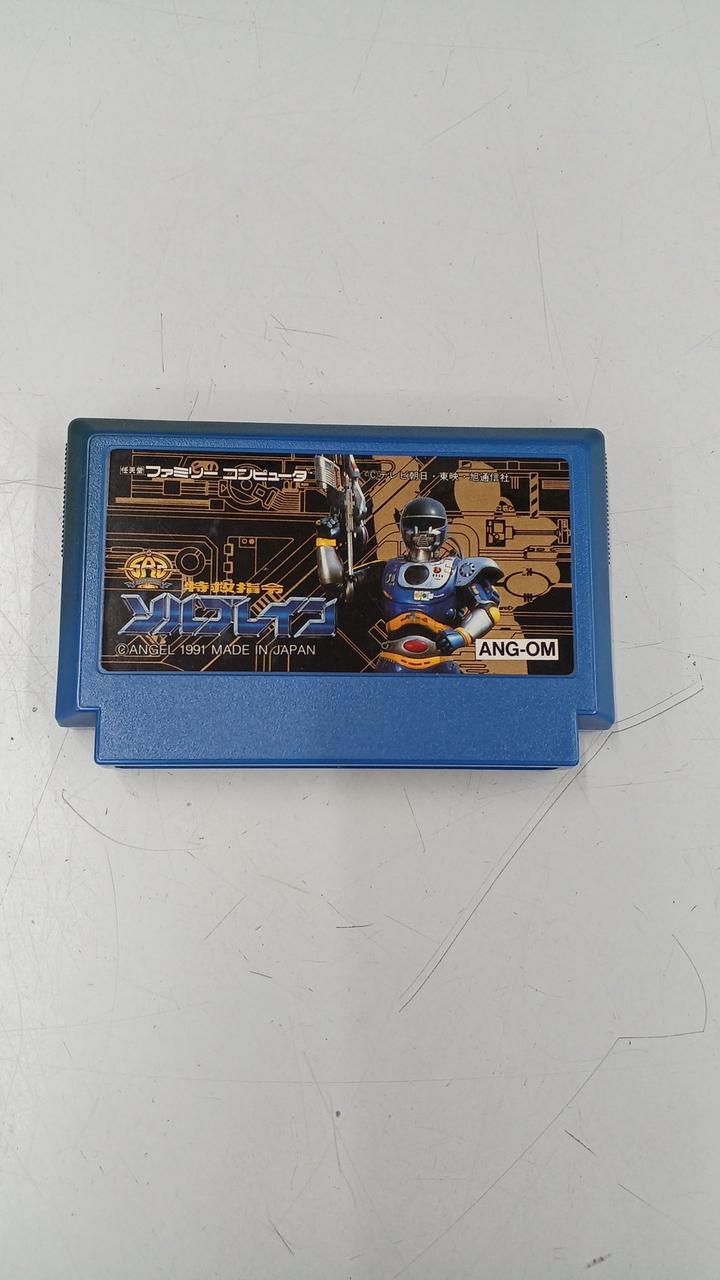 任天堂 ファミリー コンピュータ
©テレビ朝日・東映・旭通信社
特救指令
ソルブレイン
©ANGEL 1991 MADE IN JAPAN
ANG-OM